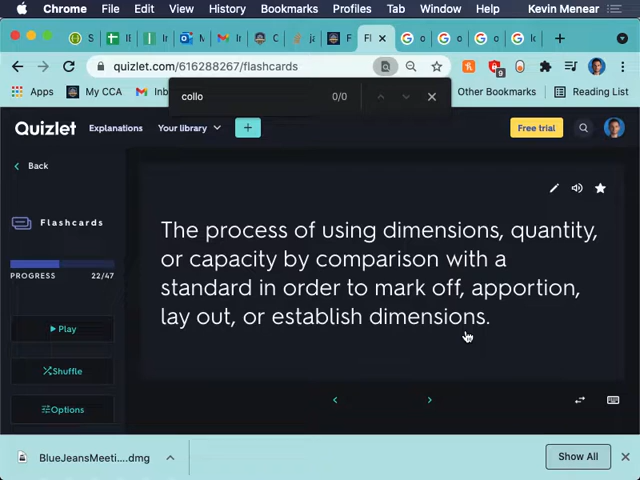 Chrome File Edit View History Bookmarks Profiles Tab Window Help Kevin Menear
quizlet.com/616288267/flashcards
Apps My CCA Other Bookmarks Reading List
collo 0/0
Quizlet Explanations Your library Free trial
Back
Flashcards
PROGRESS 22/47
Play
Shuffle
Options
The process of using dimensions, quantity,
or capacity by comparison with a
standard in order to mark off, apportion,
lay out, or establish dimensions.
BlueJeansMeeti....dmg Show All